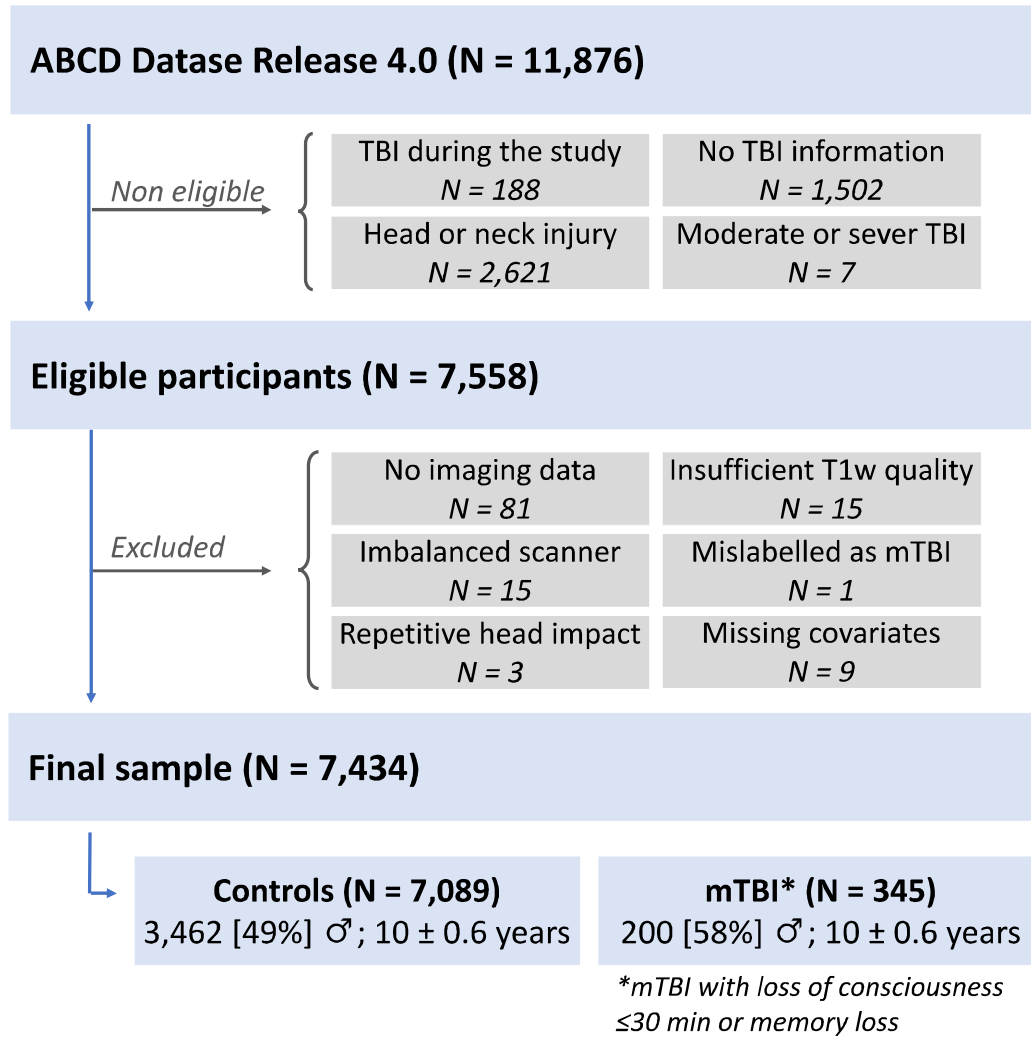 ABCD Datase Release 4.0 (N = 11,876)
Non eligible
TBI during the study
N = 188
No TBI information
N = 1,502
Head or neck injury
N = 2,621
Moderate or sever TBI
N = 7
Eligible participants (N = 7,558)
Excluded
No imaging data
N = 81
Insufficient T1w quality
N = 15
Imbalanced scanner
N = 15
Mislabelled as mTBI
N = 1
Repetitive head impact
N = 3
Missing covariates
N = 9
Final sample (N = 7,434)
Controls (N = 7,089)
3,462 [49%] ♂; 10 ± 0.6 years
mTBI* (N = 345)
200 [58%] ♂; 10 ± 0.6 years
*mTBI with loss of consciousness
≤30 min or memory loss